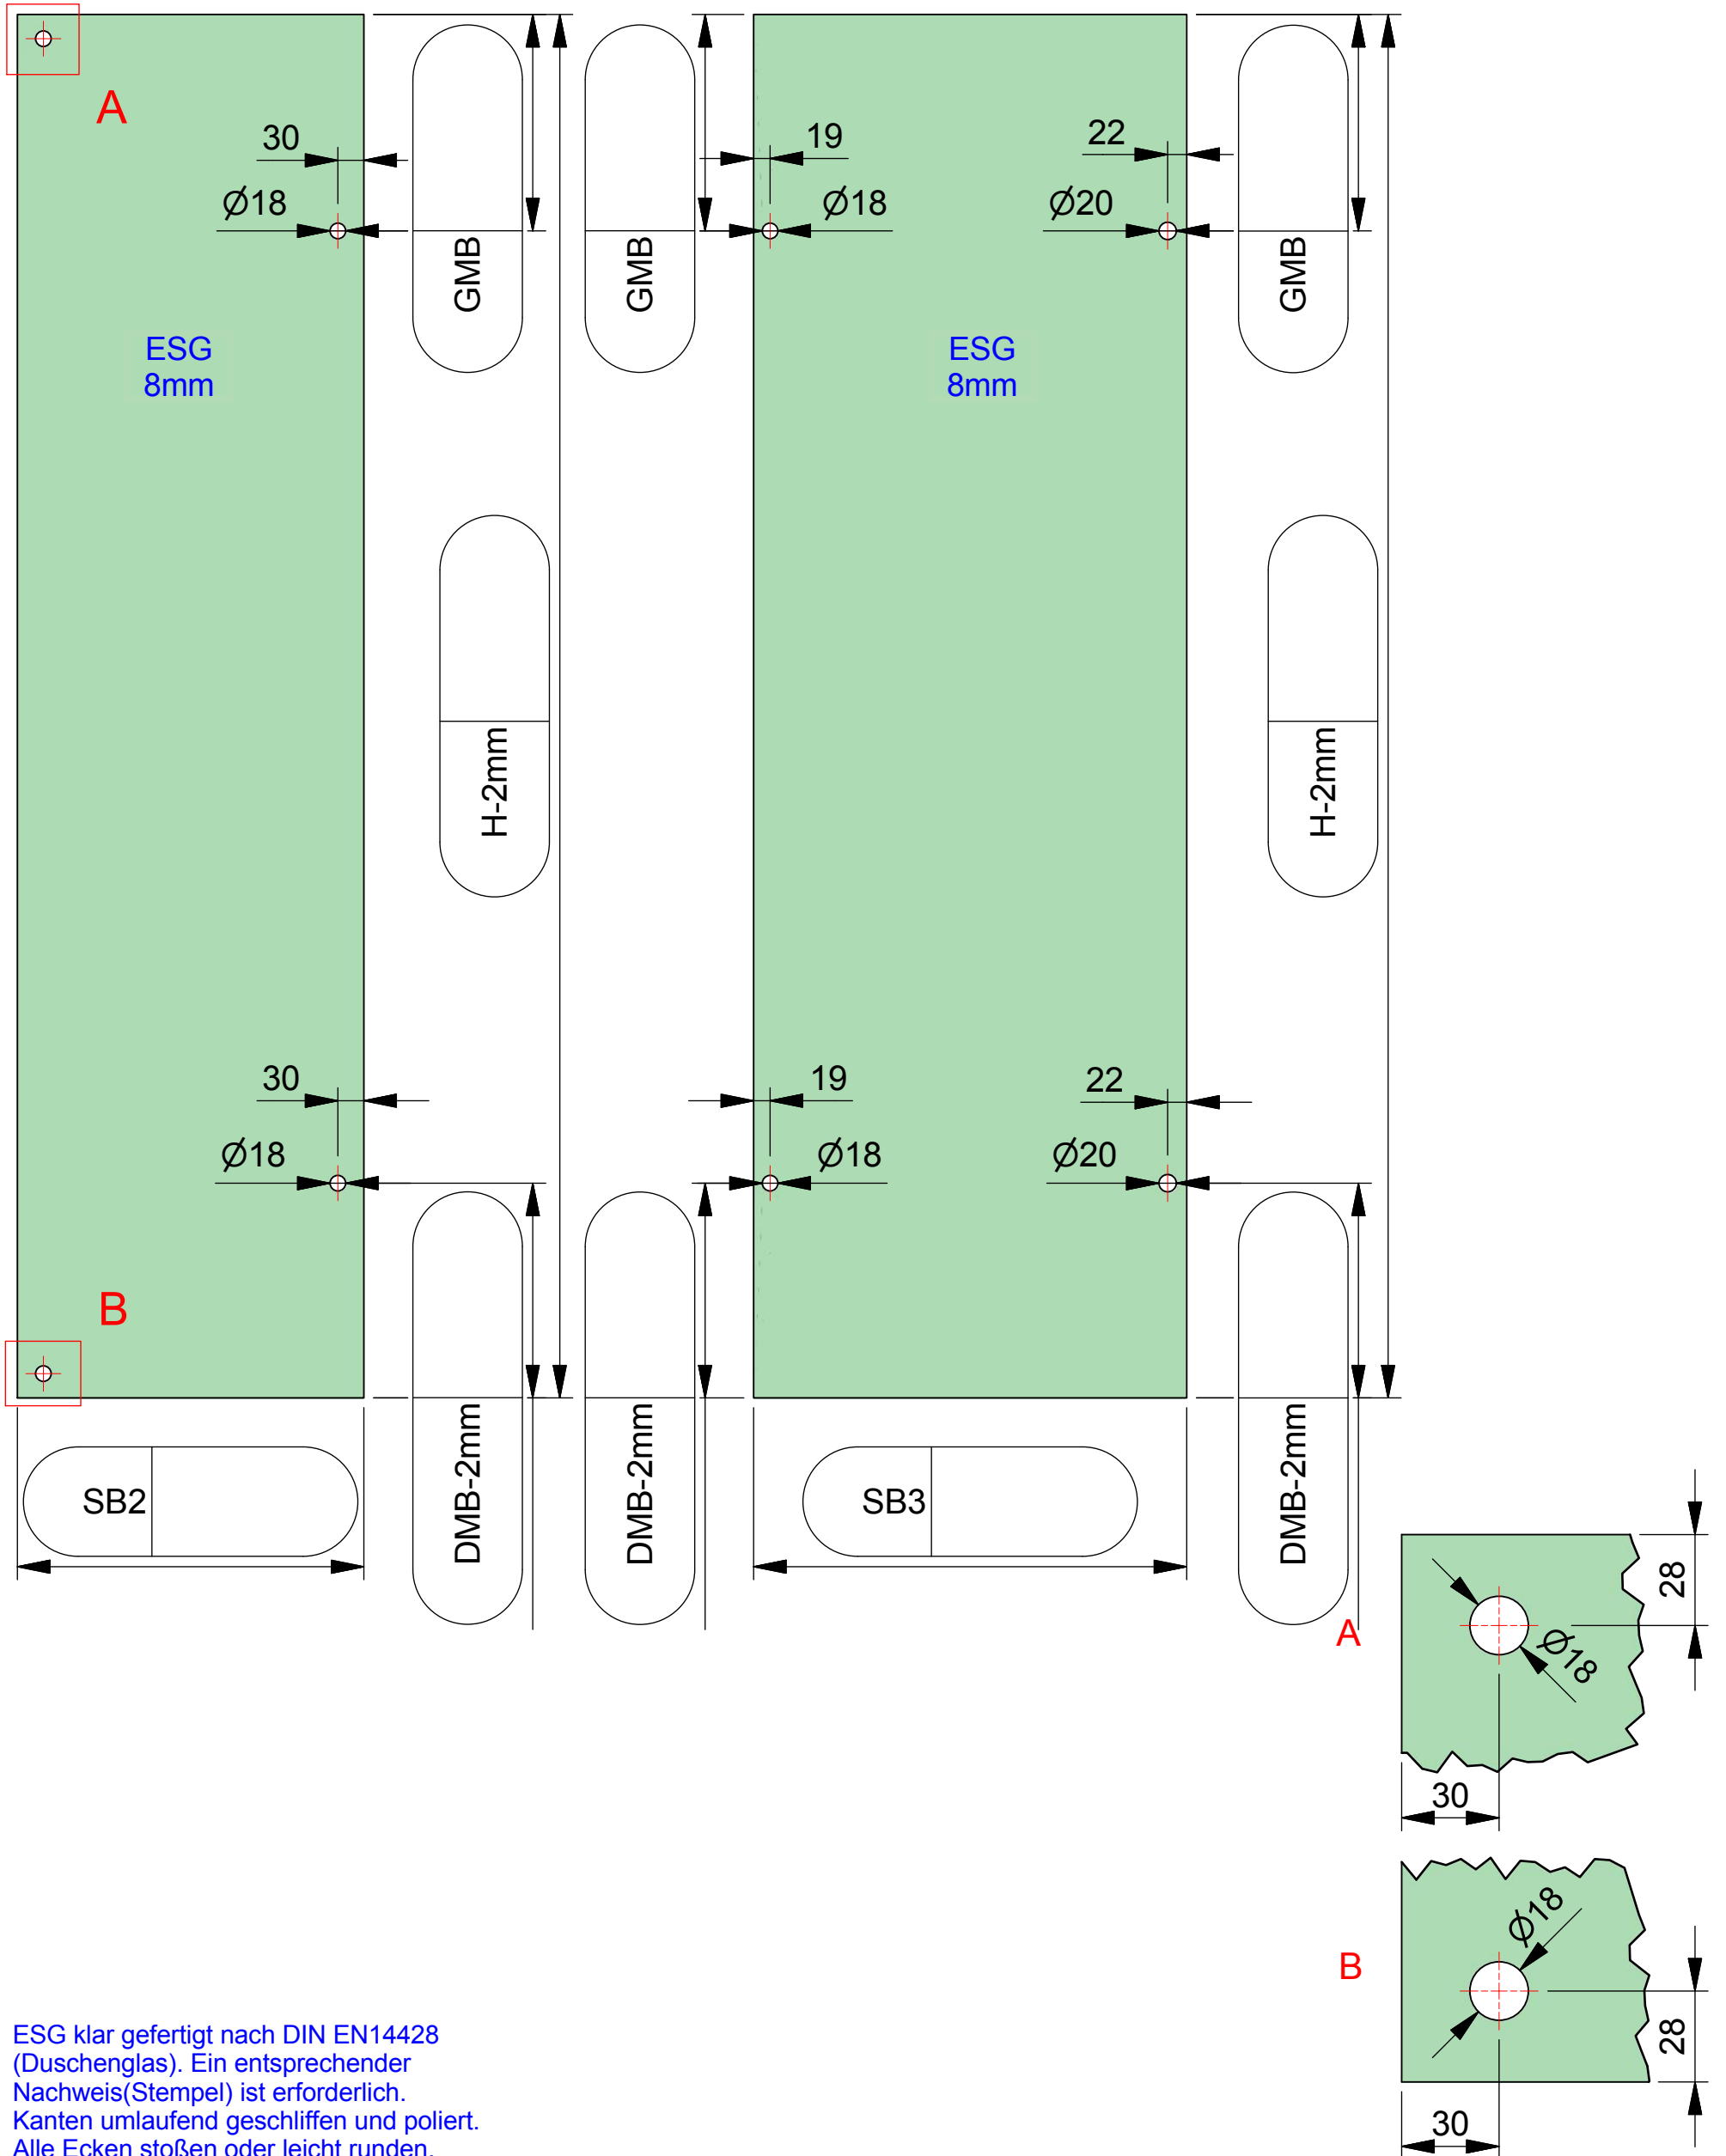 A
30
19
22
Ø18
Ø18
Ø20
GMB
GMB
GMB
ESG
8mm
ESG
8mm
H-2mm
H-2mm
30
19
22
Ø18
Ø18
Ø20
B
DMB-2mm
DMB-2mm
DMB-2mm
SB2
SB3
A
28
Ø18
30
B
Ø18
28
30
ESG klar gefertigt nach DIN EN14428
(Duschenglas). Ein entsprechender
Nachweis(Stempel) ist erforderlich.
Kanten umlaufend geschliffen und poliert.
Alle Ecken stoßen oder leicht runden.